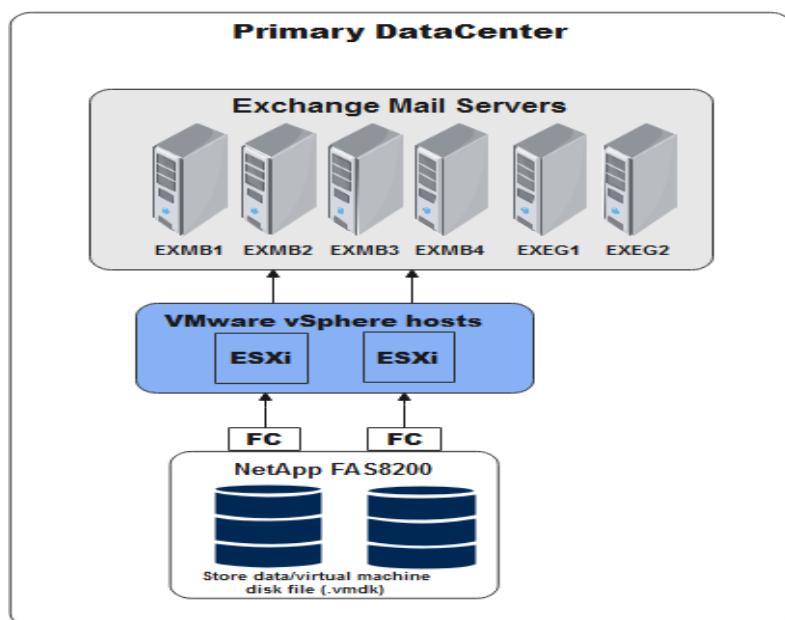 Primary DataCenter
Exchange Mail Servers
EXMB1 EXMB2 EXMB3 EXMB4 EXEG1 EXEG2
VMware vSphere hosts
ESXi ESXi
FC FC
NetApp FAS8200
Store data/virtual machine
disk file (.vmdk)